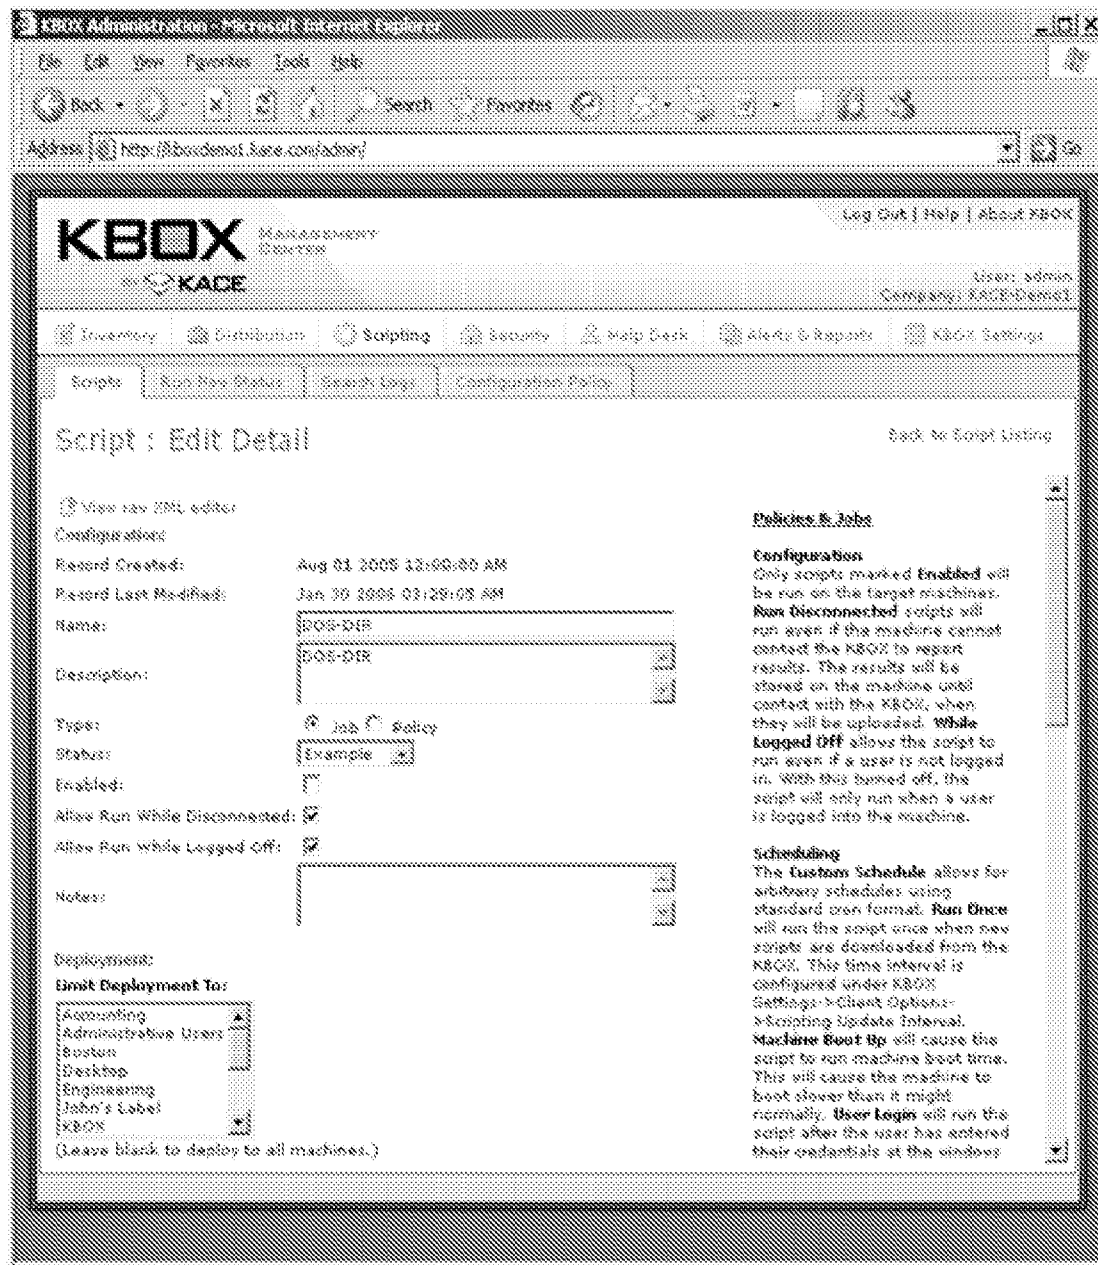 KBOX Administration - Microsoft Internet Explorer
File Edit View Favorites Tools Help
Back Search Favorites
Address http://kboxdemo1.kace.com/admin/ Go
KBOX MANAGEMENT CENTER
BY KACE
Log Out | Help | About KBOX
User: admin
Company: KACE-Demo1
Inventory Distribution Scripting Security Help Desk Alerts & Reports KBOX Settings
Scripts Run Now Status Search Logs Configuration Policy
Script : Edit Detail
Back to Script Listing
View raw XML editor
Configuration:
Record Created: Aug 01 2005 12:00:00 AM
Record Last Modified: Jan 30 2006 03:29:05 AM
Name: DOS-DIR
Description: DOS-DIR
Type: Job Policy
Status: Example
Enabled:
Allow Run While Disconnected:
Allow Run While Logged Off:
Notes:
Deployment:
Limit Deployment To:
Accounting
Administrative Users
Boston
Desktop
Engineering
John's Label
KBOX
(Leave blank to deploy to all machines.)
Policies & Jobs
Configuration
Only scripts marked Enabled will
be run on the target machines.
Run Disconnected scripts will
run even if the machine cannot
contact the KBOX to report
results. The results will be
stored on the machine until
contact with the KBOX, when
they will be uploaded. While
Logged Off allows the script to
run even if a user is not logged
in. With this turned off, the
script will only run when a user
is logged into the machine.
Scheduling
The Custom Schedule allows for
arbitrary schedules using
standard cron format. Run Once
will run the script once when new
scripts are downloaded from the
KBOX. This time interval is
configured under KBOX
Settings->Client Options-
>Scripting Update Interval.
Machine Boot Up will cause the
script to run machine boot time.
This will cause the machine to
boot slower than it might
normally. User Login will run the
script after the user has entered
their credentials at the windows